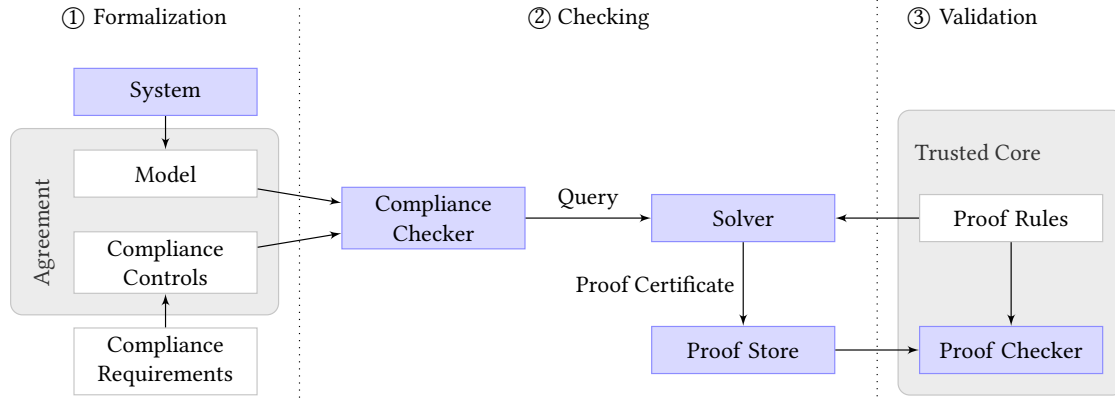 ① Formalization
② Checking
③ Validation
System
Agreement
Model
Compliance
Controls
Compliance
Requirements
Compliance
Checker
Query
Solver
Proof Certificate
Proof Store
Trusted Core
Proof Rules
Proof Checker